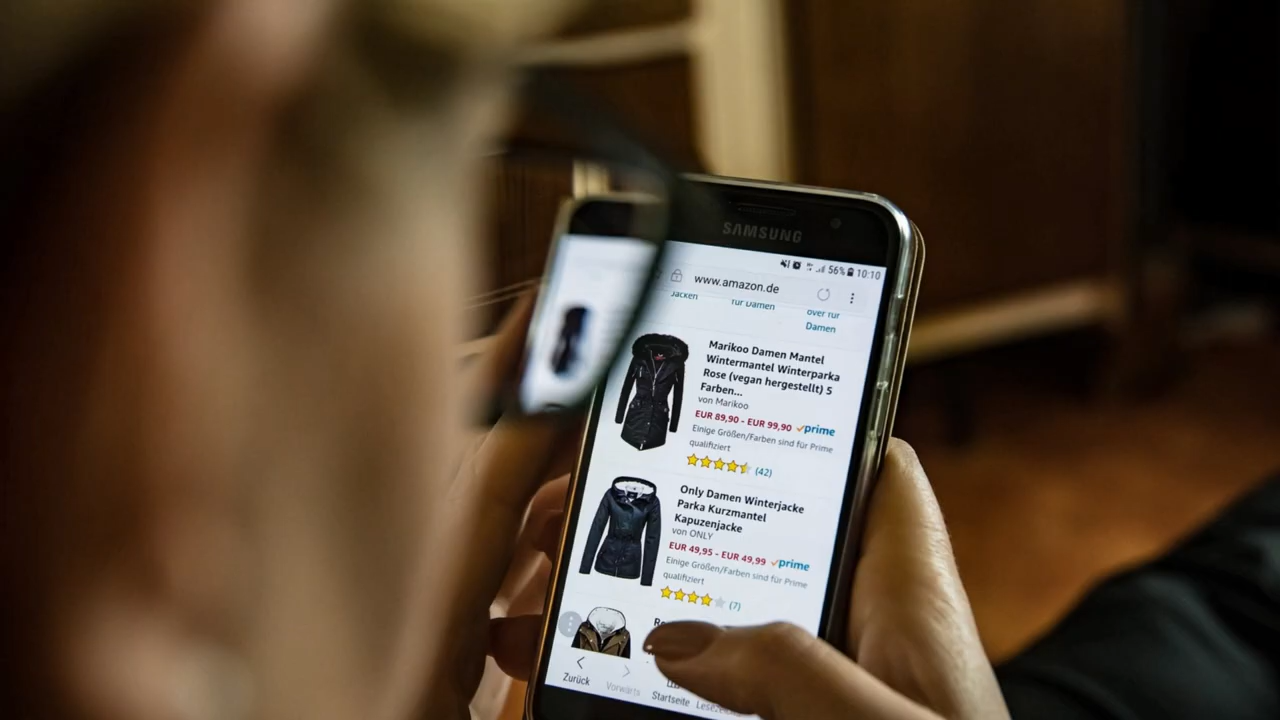 SAMSUNG
56% 10:10
www.amazon.de
Jacken
für Damen
over für
Damen
Marikoo Damen Mantel
Wintermantel Winterparka
Rose (vegan hergestellt) 5
Farben...
von Marikoo
EUR 89,90 - EUR 99,90 prime
Einige Größen/Farben sind für Prime
qualifiziert
(42)
Only Damen Winterjacke
Parka Kurzmantel
Kapuzenjacke
von ONLY
EUR 49,95 - EUR 49,99 prime
Einige Größen/Farben sind für Prime
qualifiziert
(7)
Zurück
Vorwärts
Startseite